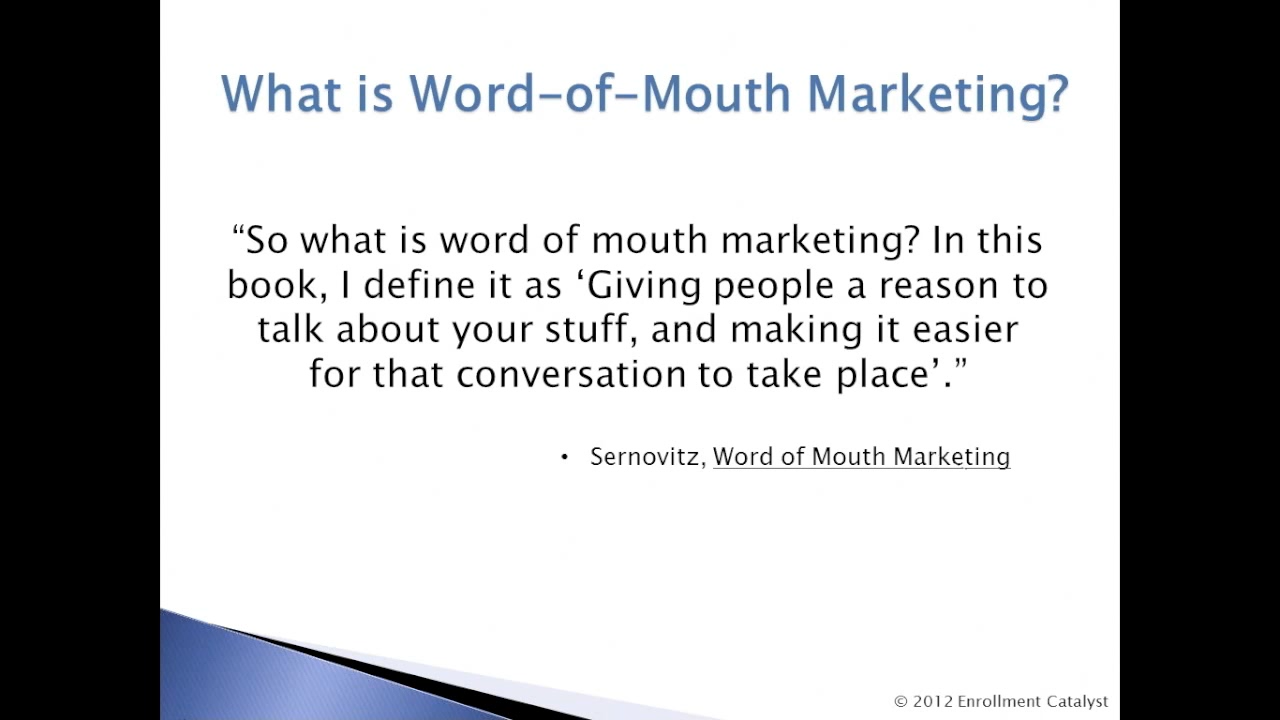 What is Word-of-Mouth Marketing?
“So what is word of mouth marketing? In this
book, I define it as ‘Giving people a reason to
talk about your stuff, and making it easier
for that conversation to take place’.”
• Sernovitz, Word of Mouth Marketing
© 2012 Enrollment Catalyst